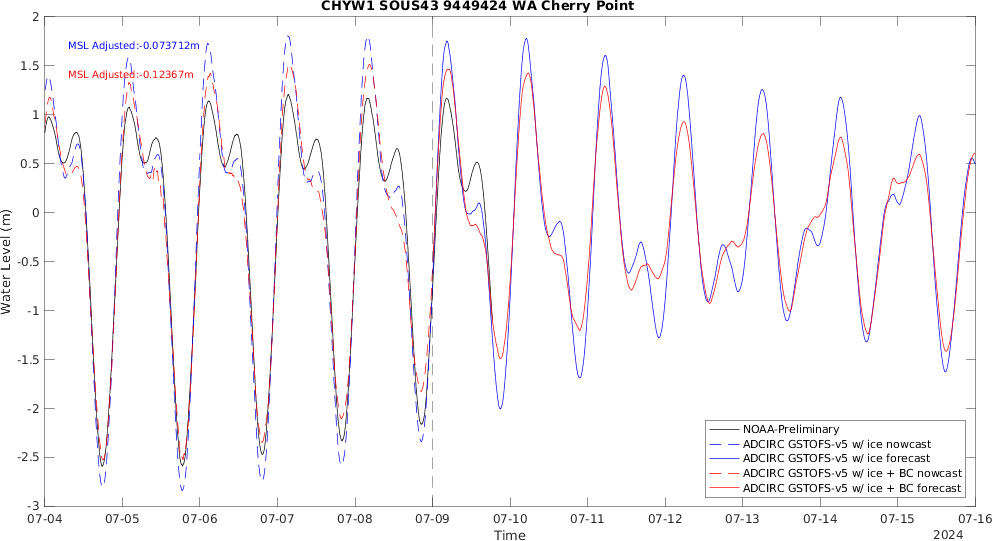 CHYW1 SOUS43 9449424 WA Cherry Point
MSL Adjusted:-0.073712m
MSL Adjusted:-0.12367m
Water Level (m)
2
1.5
1
0.5
0
-0.5
-1
-1.5
-2
-2.5
-3
NOAA-Preliminary
ADCIRC GSTOFS-v5 w/ ice nowcast
ADCIRC GSTOFS-v5 w/ ice forecast
ADCIRC GSTOFS-v5 w/ ice + BC nowcast
ADCIRC GSTOFS-v5 w/ ice + BC forecast
07-04 07-05 07-06 07-07 07-08 07-09 07-10 07-11 07-12 07-13 07-14 07-15 07-16
Time
2024